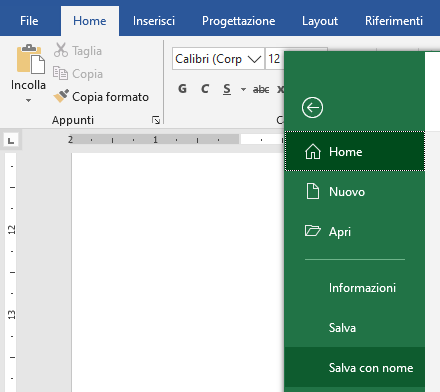 File Home Inserisci Progettazione Layout Riferimenti
Taglia
Copia
Incolla
Copia formato
Calibri (Corp 12
G C S abc x
Appunti
2 1
12
13
Home
Nuovo
Apri
Informazioni
Salva
Salva con nome